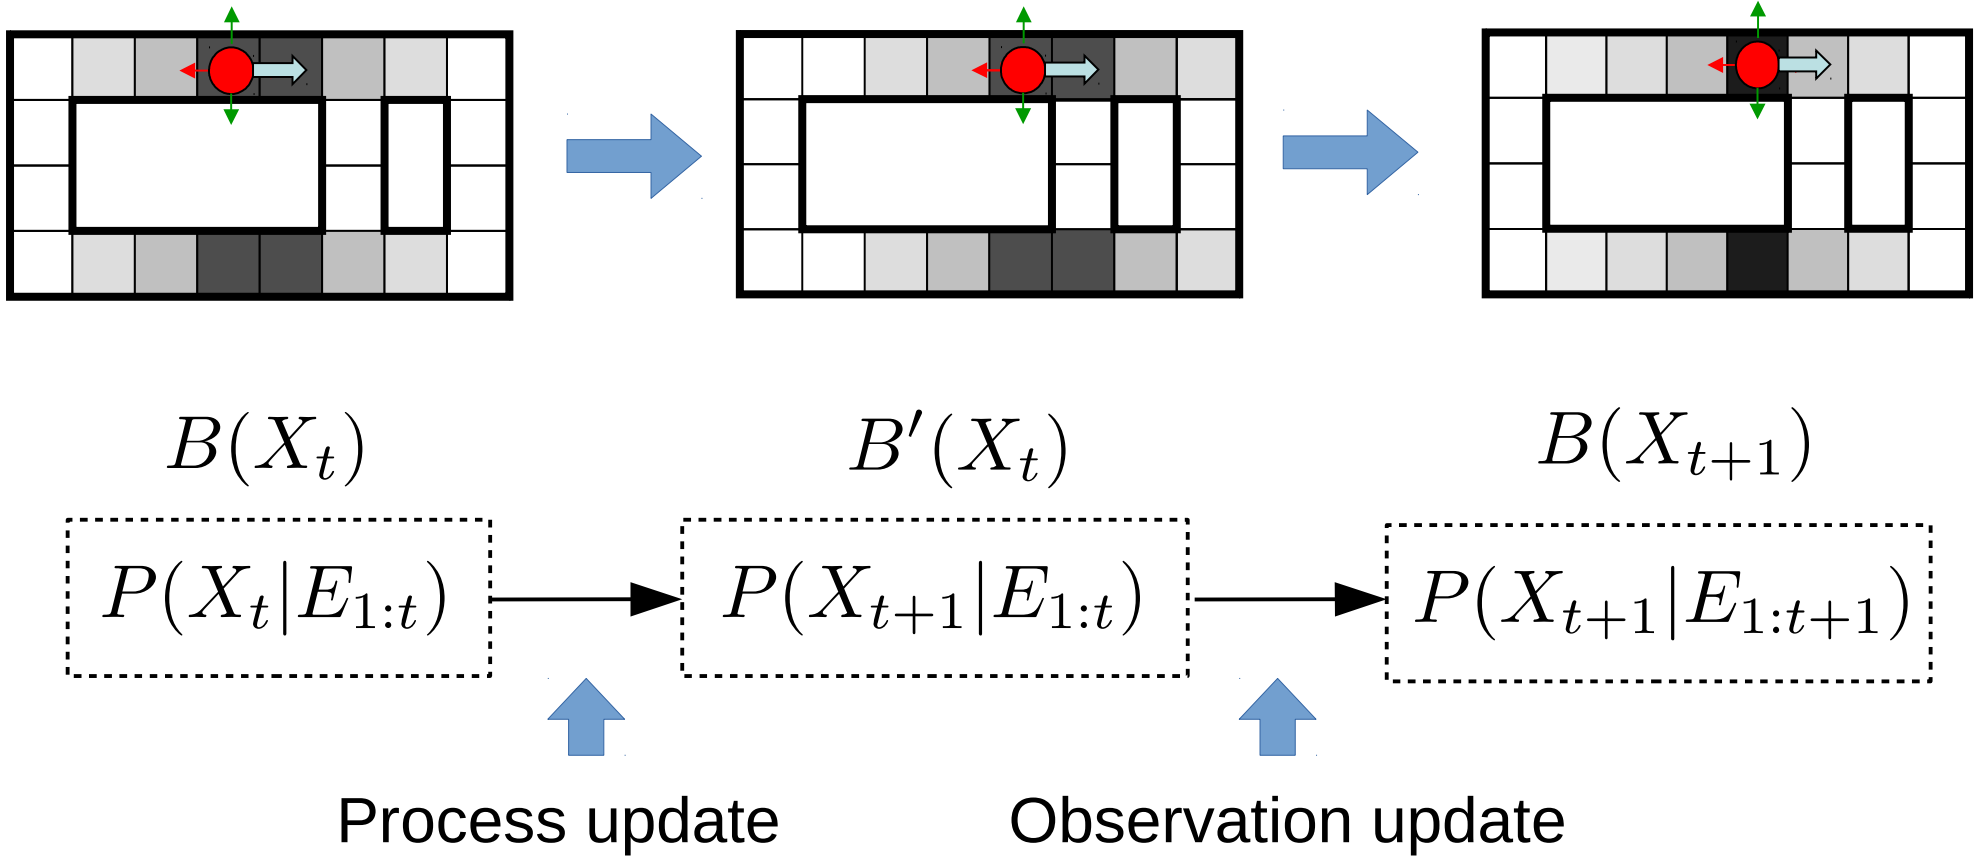 B(X_t) B′(X_t) B(X_{t+1})
P(X_t|E_{1:t}) P(X_{t+1}|E_{1:t}) P(X_{t+1}|E_{1:t+1})
Process update Observation update